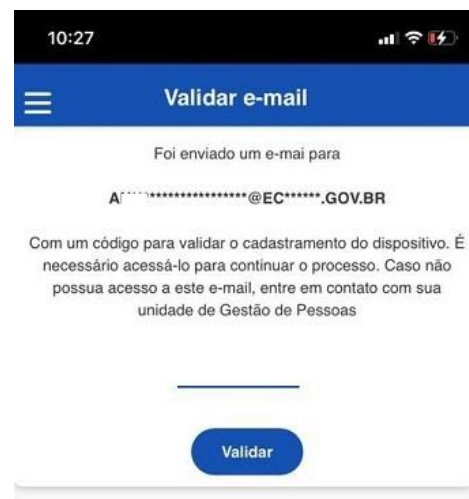 10:27
Validar e-mail
Foi enviado um e-mai para
A*****************@EC******.GOV.BR
Com um código para validar o cadastramento do dispositivo. É
necessário acessá-lo para continuar o processo. Caso não
possua acesso a este e-mail, entre em contato com sua
unidade de Gestão de Pessoas
Validar